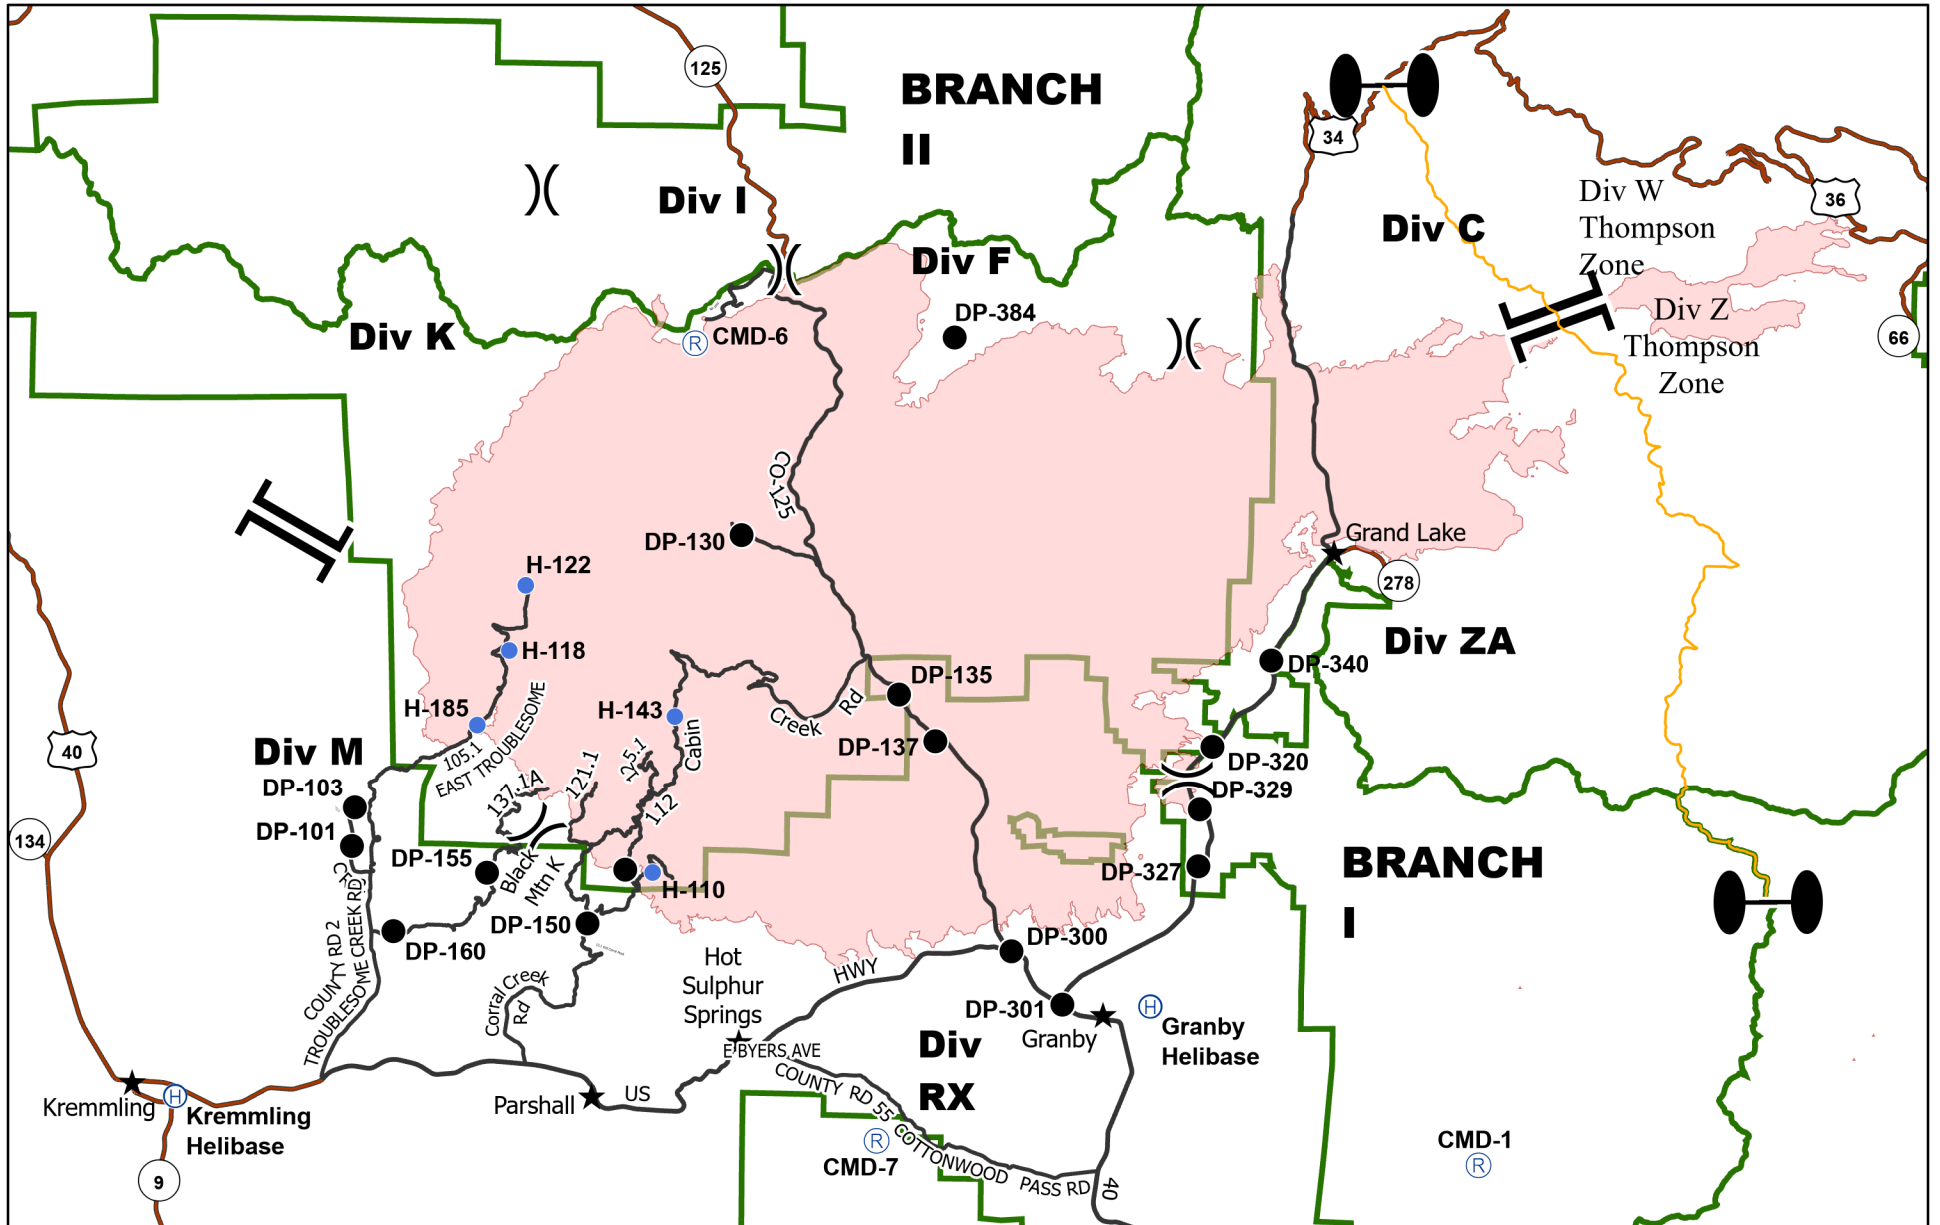 125
BRANCH
II
34
Div I
Div C
Div W
Thompson
Zone
36
Div F
DP-384
Div K
CMD-6
Div Z
Thompson
Zone
66
CO-125
DP-130
Grand Lake
278
H-122
H-118
H-185
H-143
Div ZA
DP-340
DP-135
DP-137
Creek
Rd
Cabin
40
Div M
105.1
EAST TROUBLESOME
137.1A
121.1
112
DP-103
DP-101
DP-320
DP-329
134
DP-155
Black
Mtn K
H-110
DP-327
BRANCH
I
DP-150
DP-160
COUNTY RD 2
TROUBLESOME CREEK RD
DP-300
HWY
Hot
Sulphur
Springs
Corral Creek
Rd
DP-301
Granby
H
Granby
Helibase
Div
RX
E BYERS AVE
COUNTY RD 55
COTTONWOOD
PASS RD
40
Kremmling
H
Kremmling
Helibase
Parshall
US
R
CMD-7
CMD-1
R
9
R